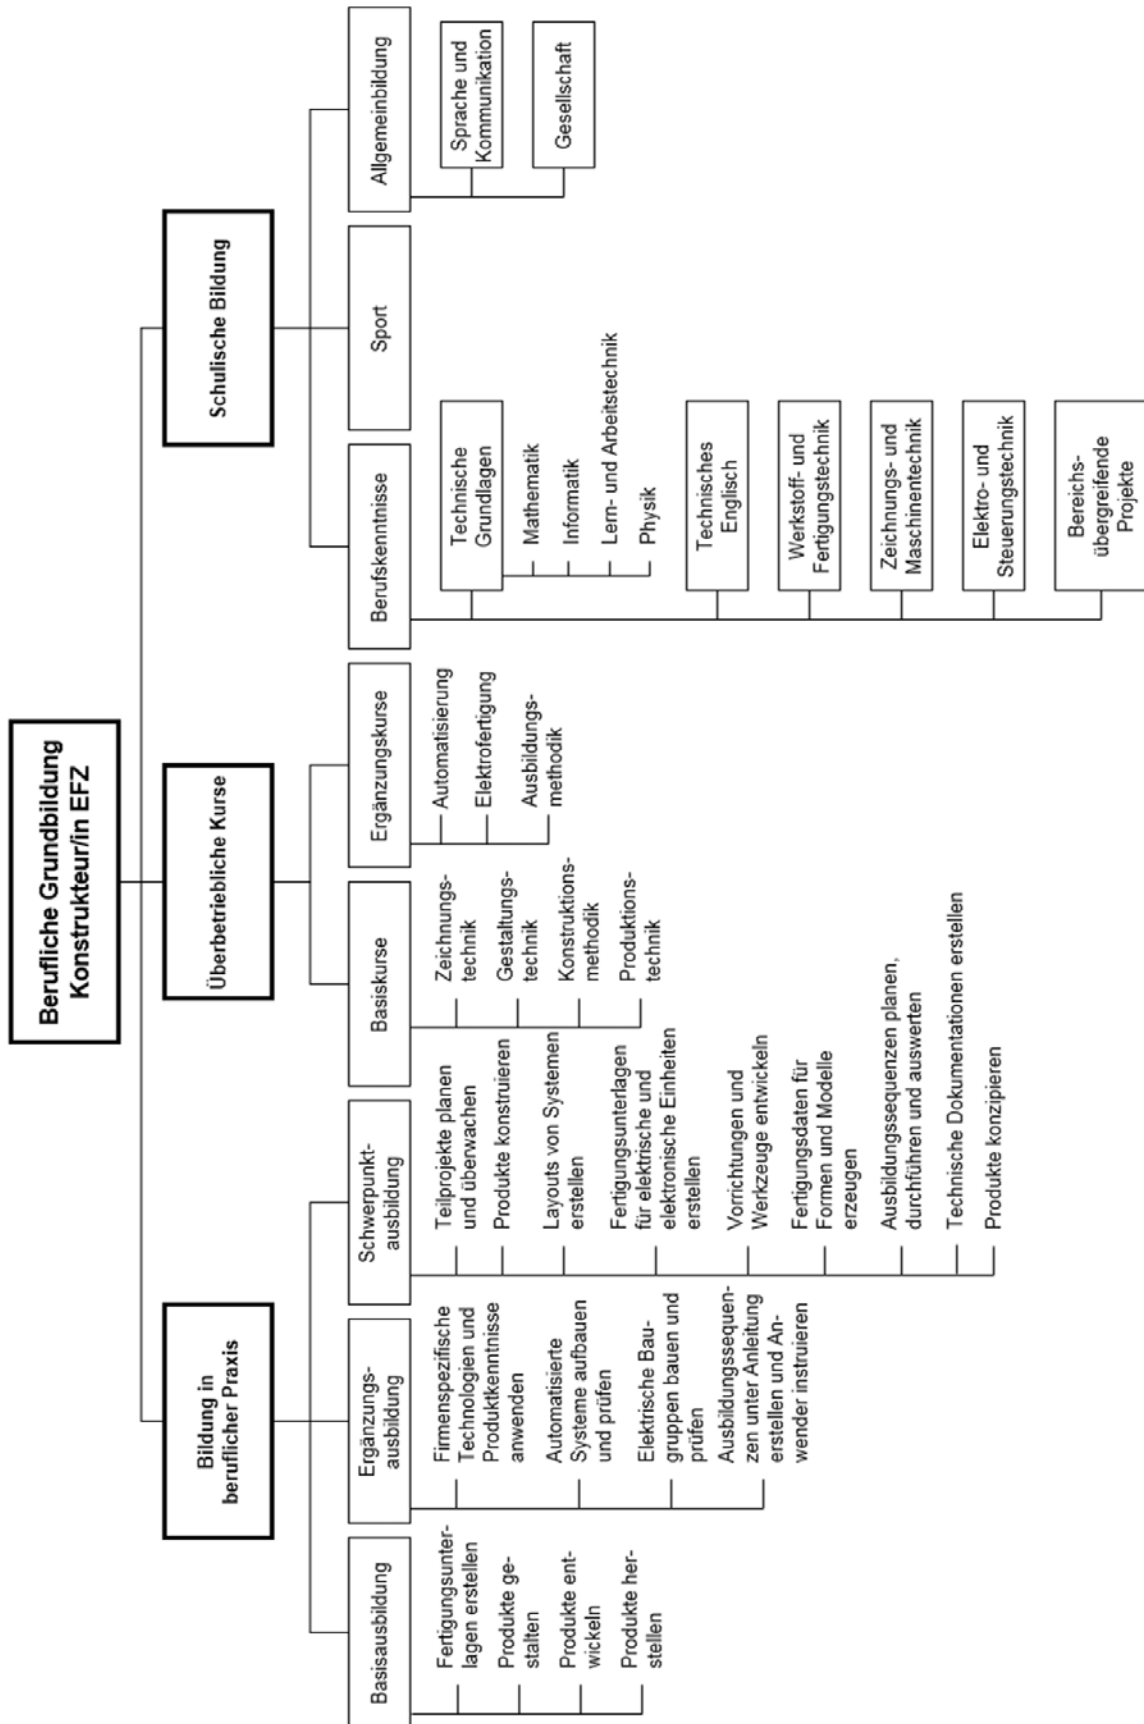 Berufliche Grundbildung
Konstrukteur/in EFZ
Bildung in
beruflicher Praxis
Überbetriebliche Kurse
Schulische Bildung
Basisausbildung
Fertigungsunter-
lagen erstellen
Produkte ge-
stalten
Produkte ent-
wickeln
Produkte her-
stellen
Ergänzungs-
ausbildung
Firmenspezifische
Technologien und
Produktkenntnisse
anwenden
Automatisierte
Systeme aufbauen
und prüfen
Elektrische Bau-
gruppen bauen und
prüfen
Ausbildungssequen-
zen unter Anleitung
erstellen und An-
wender instruieren
Schwerpunkt-
ausbildung
Teilprojekte planen
und überwachen
Produkte konstruieren
Layouts von Systemen
erstellen
Fertigungsunterlagen
für elektrische und
elektronische Einheiten
erstellen
Vorrichtungen und
Werkzeuge entwickeln
Fertigungsdaten für
Formen und Modelle
erzeugen
Ausbildungssequenzen planen,
durchführen und auswerten
Technische Dokumentationen erstellen
Produkte konzipieren
Basiskurse
Zeichnungs-
technik
Gestaltungs-
technik
Konstruktions-
methodik
Produktions-
technik
Ergänzungskurse
Automatisierung
Elektrofertigung
Ausbildungs-
methodik
Berufskenntnisse
Technische
Grundlagen
Mathematik
Informatik
Lern- und Arbeitstechnik
Physik
Technisches
Englisch
Werkstoff- und
Fertigungstechnik
Zeichnungs- und
Maschinentechnik
Elektro- und
Steuerungstechnik
Bereichs-
übergreifende
Projekte
Sport
Allgemeinbildung
Sprache und
Kommunikation
Gesellschaft